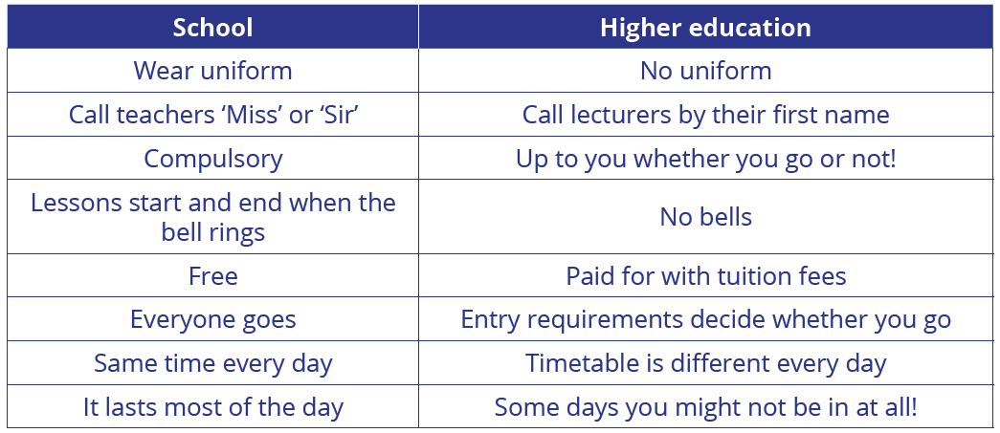 School
Higher education
Wear uniform
No uniform
Call teachers ‘Miss’ or ‘Sir’
Call lecturers by their first name
Compulsory
Up to you whether you go or not!
Lessons start and end when the
bell rings
No bells
Free
Paid for with tuition fees
Everyone goes
Entry requirements decide whether you go
Same time every day
Timetable is different every day
It lasts most of the day
Some days you might not be in at all!